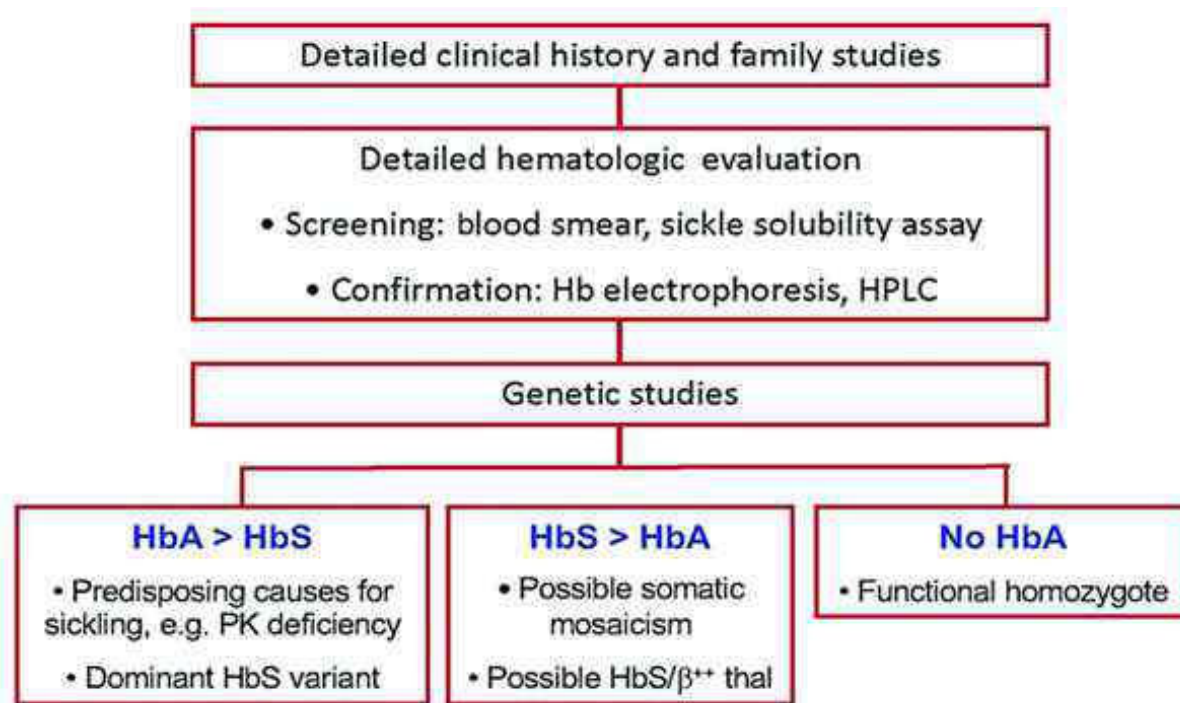 Detailed clinical history and family studies
Detailed hematologic evaluation
• Screening: blood smear, sickle solubility assay
• Confirmation: Hb electrophoresis, HPLC
Genetic studies
HbA > HbS
• Predisposing causes for
sickling, e.g. PK deficiency
• Dominant HbS variant
HbS > HbA
• Possible somatic
mosaicism
• Possible HbS/β⁺⁺ thal
No HbA
• Functional homozygote